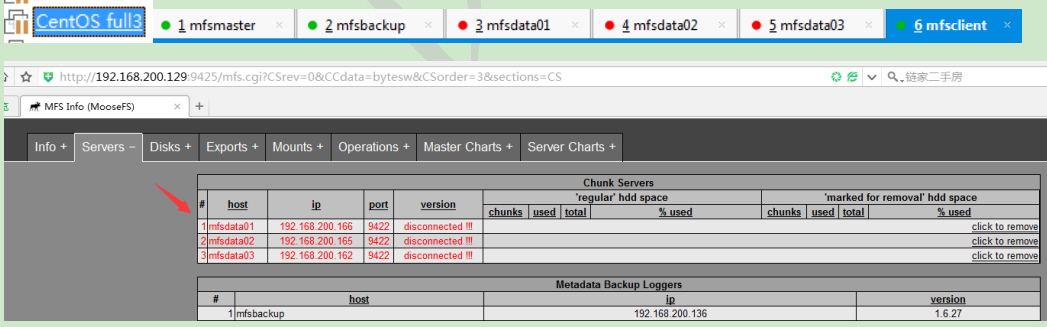 CentOS full3 1 mfsmaster × 2 mfsbackup × 3 mfsdata01 × 4 mfsdata02 × 5 mfsdata03 × 6 mfsclient ×
http://192.168.200.129:9425/mfs.cgi?CSrev=0&CCdata=bytesw&CSorder=3&sections=CS 链家二手房
MFS Info (MooseFS) × +
Info + Servers − Disks + Exports + Mounts + Operations + Master Charts + Server Charts +
Chunk Servers
# host ip port version 'regular' hdd space 'marked for removal' hdd space
chunks used total % used chunks used total % used
1 mfsdata01 192.168.200.166 9422 disconnected !!! click to remove
2 mfsdata02 192.168.200.165 9422 disconnected !!! click to remove
3 mfsdata03 192.168.200.162 9422 disconnected !!! click to remove
Metadata Backup Loggers
# host ip version
1 mfsbackup 192.168.200.136 1.6.27